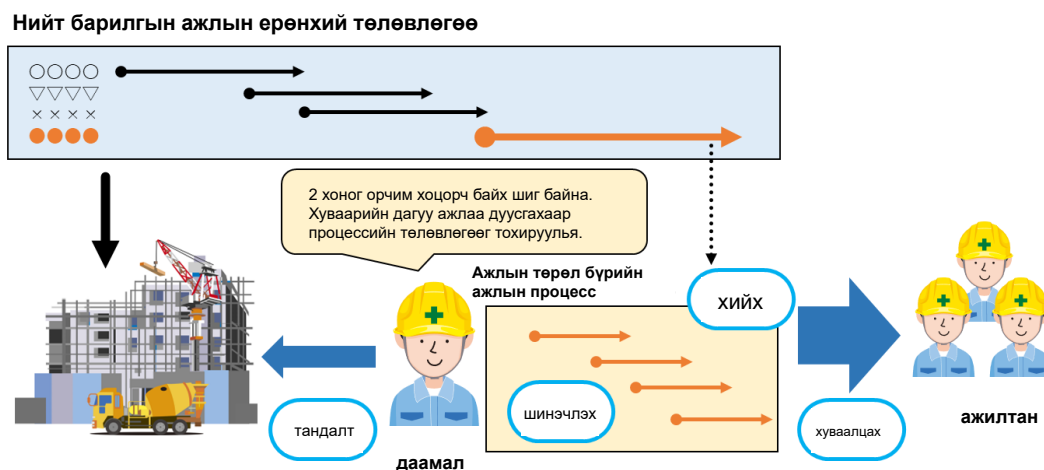 Нийт барилгын ажлын ерөнхий төлөвлөгөө
2 хоног орчим хоцорч байх шиг байна.
Хуваарийн дагуу ажлаа дуусгахаар
процессийн төлөвлөгөөг тохируулья.
Ажлын төрөл бүрийн
ажлын процесс
хийх
шинэчлэх
тандалт
хуваалцах
даамал
ажилтан